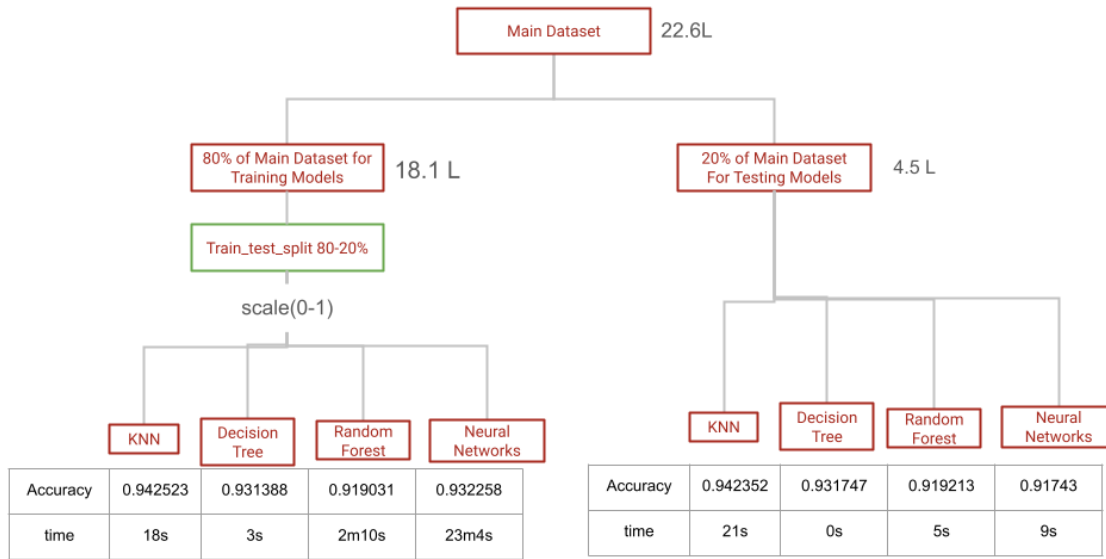 Main Dataset
22.6L
80% of Main Dataset for
Training Models
18.1 L
20% of Main Dataset
For Testing Models
4.5 L
Train_test_split 80-20%
scale(0-1)
KNN
Decision
Tree
Random
Forest
Neural
Networks
Accuracy 0.942523 0.931388 0.919031 0.932258
time 18s 3s 2m10s 23m4s
KNN
Decision
Tree
Random
Forest
Neural
Networks
Accuracy 0.942352 0.931747 0.919213 0.91743
time 21s 0s 5s 9s